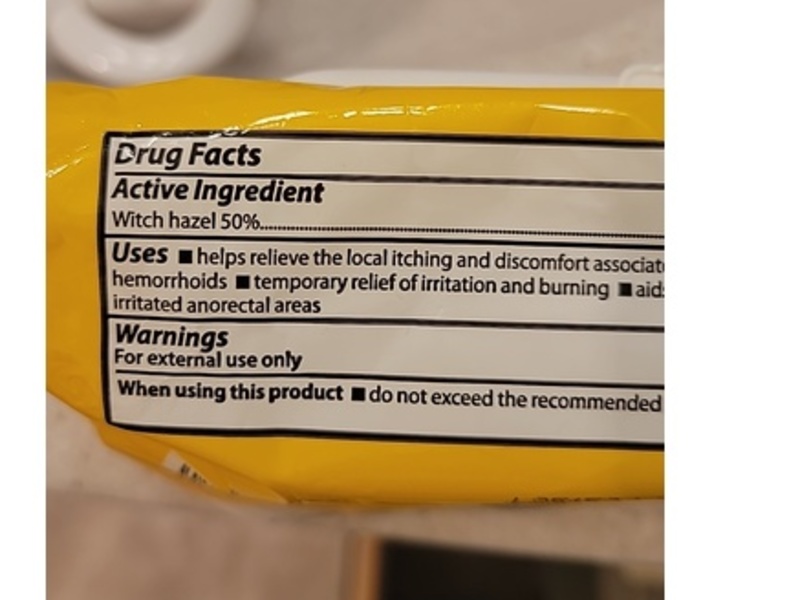 Drug Facts
Active Ingredient
Witch hazel 50%
Uses ■ helps relieve the local itching and discomfort
hemorrhoids ■ temporary relief of irritation and burning ■
irritated anorectal areas
Warnings
For external use only
When using this product ■ do not exceed the recommended